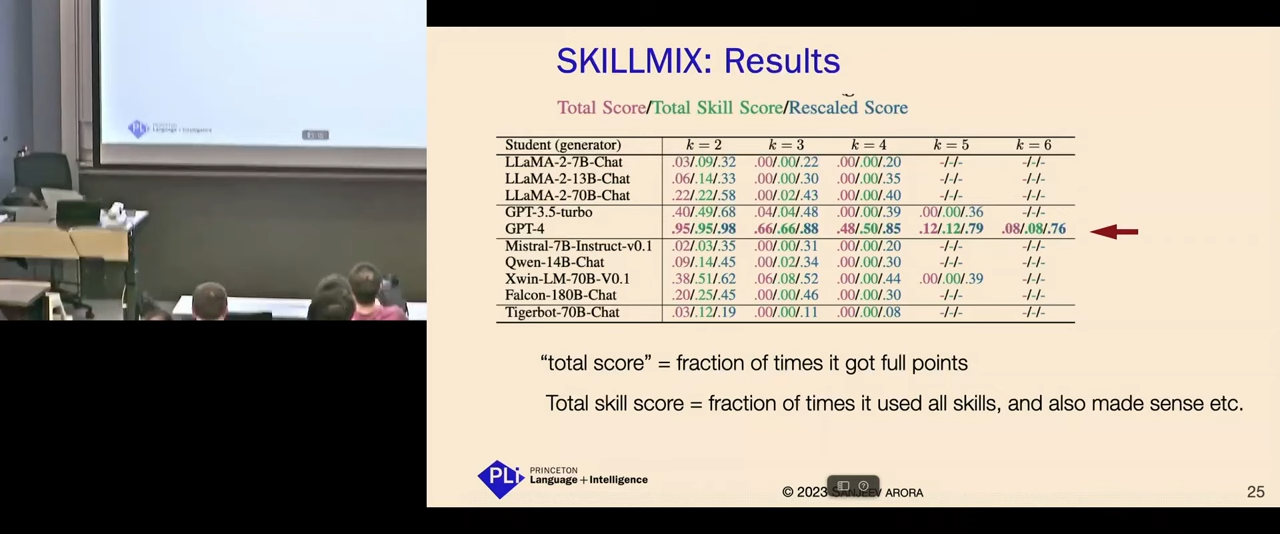 SKILLMIX: Results
Total Score/Total Skill Score/Rescaled Score
Student (generator) k = 2 k = 3 k = 4 k = 5 k = 6
LLaMA-2-7B-Chat .03/.09/.32 .00/.00/.22 .00/.00/.20 -/-/- -/-/-
LLaMA-2-13B-Chat .06/.14/.33 .00/.00/.30 .00/.00/.35 -/-/- -/-/-
LLaMA-2-70B-Chat .22/.22/.58 .00/.02/.43 .00/.00/.40 -/-/- -/-/-
GPT-3.5-turbo .40/.49/.68 .04/.04/.48 .00/.00/.39 .00/.00/.36 -/-/-
GPT-4 .95/.95/.98 .66/.66/.88 .48/.50/.85 .12/.12/.79 .08/.08/.76
Mistral-7B-Instruct-v0.1 .02/.03/.35 .00/.00/.31 .00/.00/.20 -/-/- -/-/-
Qwen-14B-Chat .09/.14/.45 .00/.02/.34 .00/.00/.30 -/-/- -/-/-
Xwin-LM-70B-V0.1 .38/.51/.62 .06/.08/.52 .00/.00/.44 .00/.00/.39 -/-/-
Falcon-180B-Chat .20/.25/.45 .00/.00/.46 .00/.00/.30 -/-/- -/-/-
Tigerbot-70B-Chat .03/.12/.19 .00/.00/.11 .00/.00/.08 -/-/- -/-/-
“total score” = fraction of times it got full points
Total skill score = fraction of times it used all skills, and also made sense etc.
PLI PRINCETON
Language + Intelligence
© 2023 SANJEEV ARORA
25
Language + Intelligence